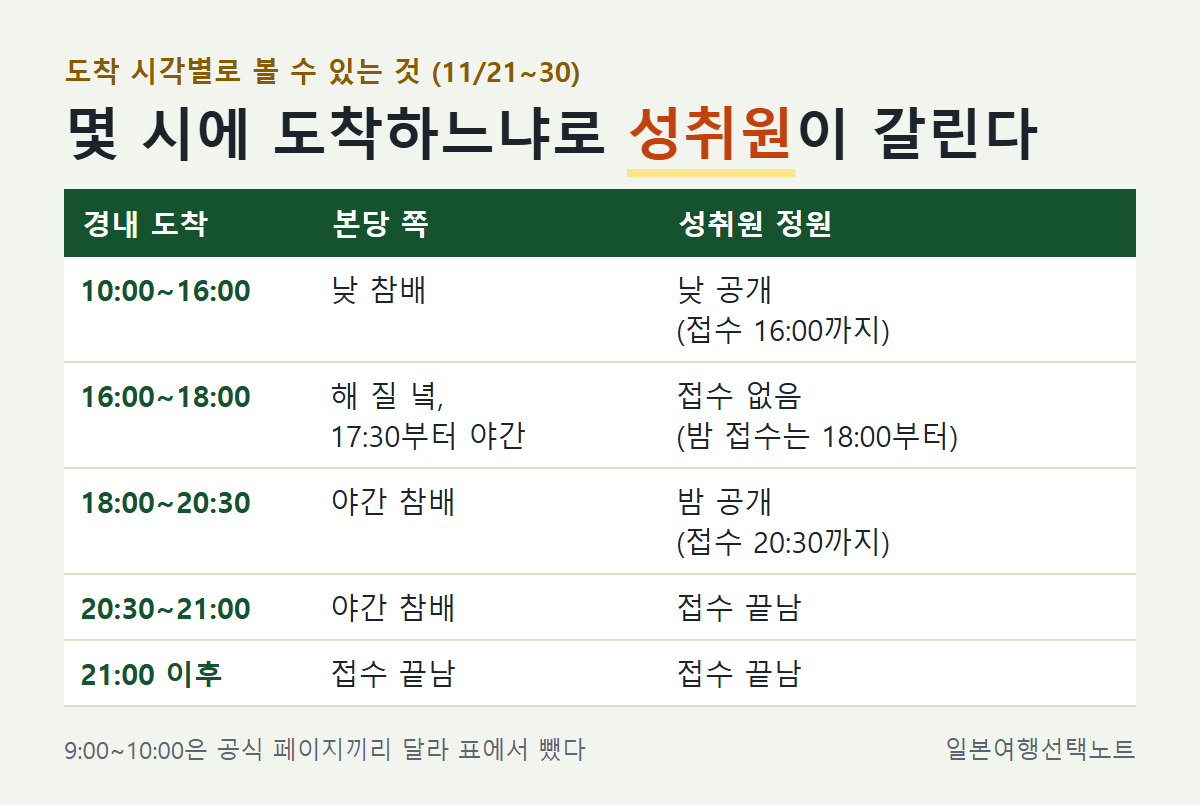 도착 시각별로 볼 수 있는 것 (11/21~30)
몇 시에 도착하느냐로 성취원이 갈린다
경내 도착 본당 쪽 성취원 정원
10:00~16:00 낮 참배 낮 공개
(접수 16:00까지)
16:00~18:00 해 질 녘, 접수 없음
17:30부터 야간 (밤 접수는 18:00부터)
18:00~20:30 야간 참배 밤 공개
(접수 20:30까지)
20:30~21:00 야간 참배 접수 끝남
21:00 이후 접수 끝남 접수 끝남
9:00~10:00은 공식 페이지끼리 달라 표에서 뺐다 일본여행선택노트